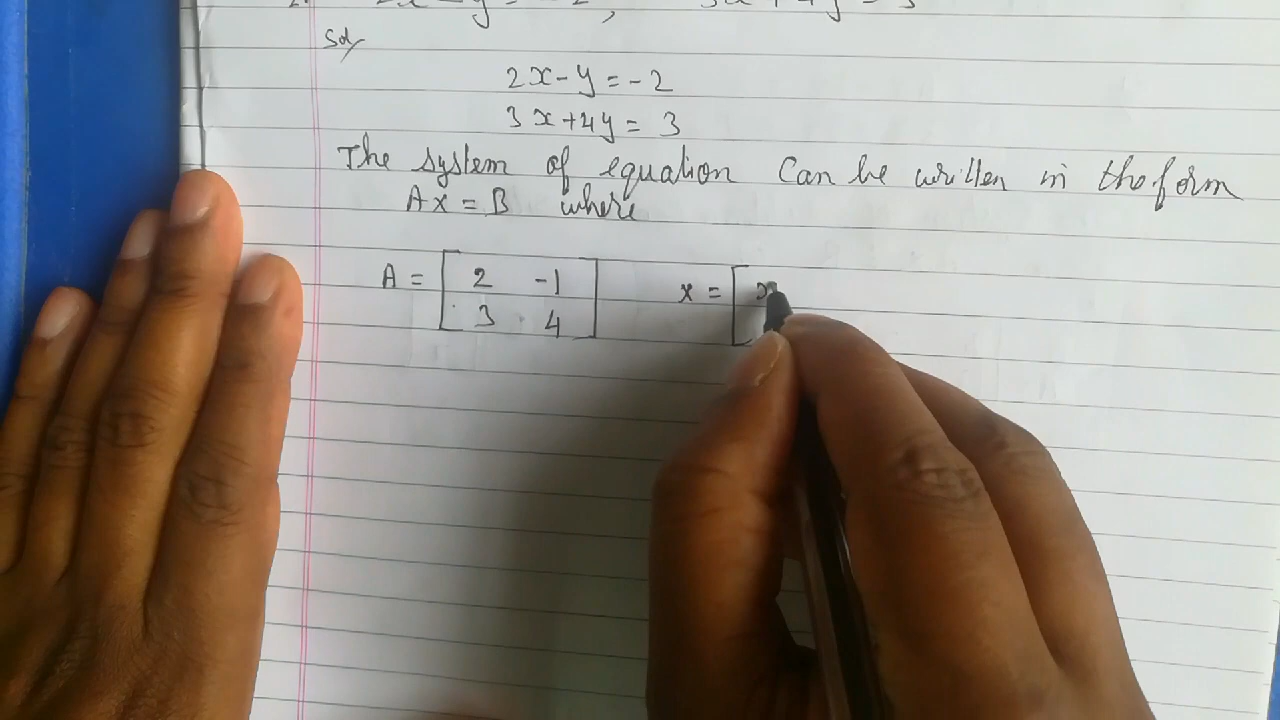 Sol/
2x - y = -2
3x + 4y = 3
The system of equation Can be written in the form
AX = B where
A = [ 2 -1 X = [ x
3 4 ]